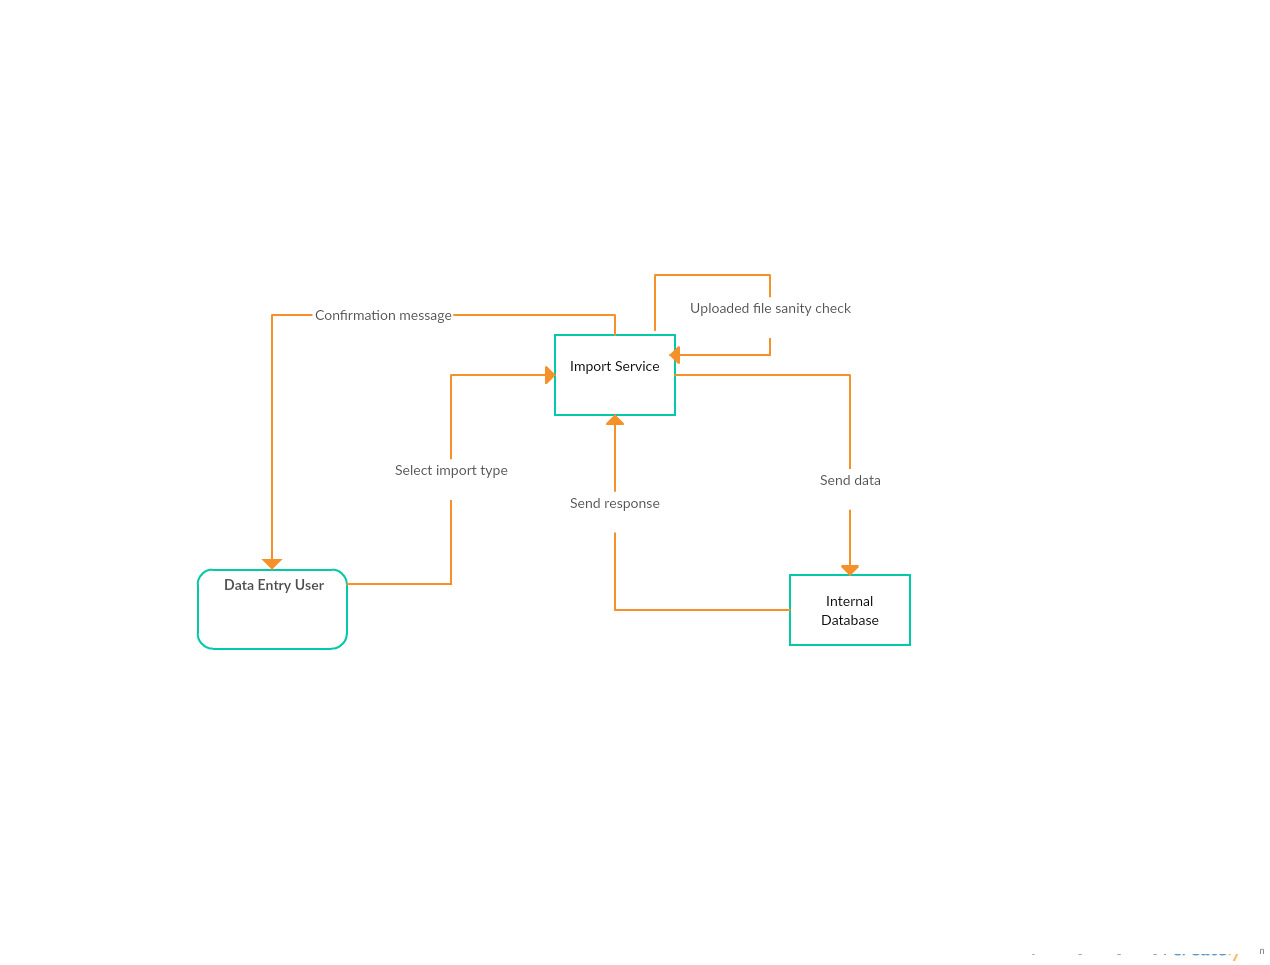 Confirmation message
Uploaded file sanity check
Import Service
Select import type
Send data
Send response
Data Entry User
Internal
Database